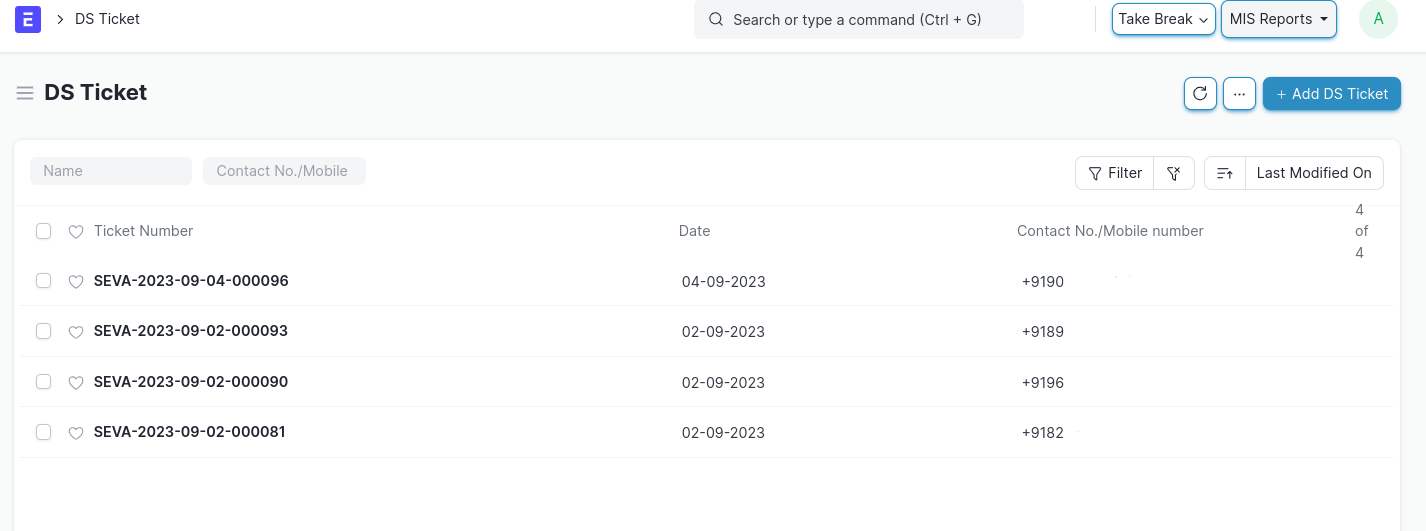 E > DS Ticket Search or type a command (Ctrl + G) Take Break MIS Reports A
DS Ticket ... + Add DS Ticket
Name Contact No./Mobile Filter Last Modified On
Ticket Number Date Contact No./Mobile number 4 of 4
SEVA-2023-09-04-000096 04-09-2023 +9190
SEVA-2023-09-02-000093 02-09-2023 +9189
SEVA-2023-09-02-000090 02-09-2023 +9196
SEVA-2023-09-02-000081 02-09-2023 +9182